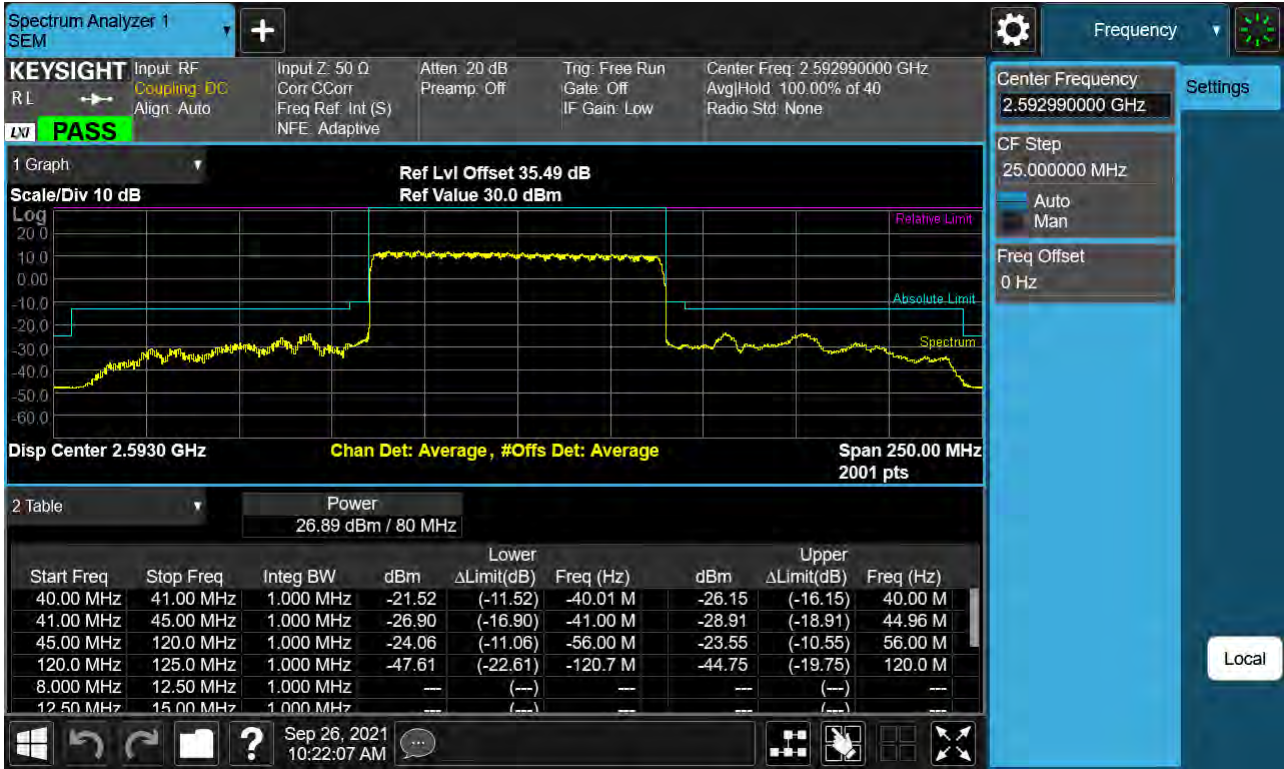 Spectrum Analyzer 1
SEM
Frequency
KEYSIGHT
Input: RF
Coupling: DC
Align: Auto
Input Z: 50 Ω
Corr CCorr
Freq Ref: Int (S)
NFE: Adaptive
Atten: 20 dB
Preamp: Off
Trig: Free Run
Gate: Off
IF Gain: Low
Center Freq: 2.592990000 GHz
Avg|Hold: 100.00% of 40
Radio Std: None
R L
LXI PASS
Center Frequency
2.592990000 GHz
Settings
CF Step
25.000000 MHz
Auto
Man
Freq Offset
0 Hz
Local
1 Graph
Scale/Div 10 dB
Ref Lvl Offset 35.49 dB
Ref Value 30.0 dBm
Log
20.0
10.0
0.00
-10.0
-20.0
-30.0
-40.0
-50.0
-60.0
Relative Limit
Absolute Limit
Spectrum
Disp Center 2.5930 GHz
Chan Det: Average, #Offs Det: Average
Span 250.00 MHz
2001 pts
2 Table
Power
26.89 dBm / 80 MHz
Lower Upper
Start Freq Stop Freq Integ BW dBm ΔLimit(dB) Freq (Hz) dBm ΔLimit(dB) Freq (Hz)
40.00 MHz 41.00 MHz 1.000 MHz -21.52 (-11.52) -40.01 M -26.15 (-16.15) 40.00 M
41.00 MHz 45.00 MHz 1.000 MHz -26.90 (-16.90) -41.00 M -28.91 (-18.91) 44.96 M
45.00 MHz 120.0 MHz 1.000 MHz -24.06 (-11.06) -56.00 M -23.55 (-10.55) 56.00 M
120.0 MHz 125.0 MHz 1.000 MHz -47.61 (-22.61) -120.7 M -44.75 (-19.75) 120.0 M
8.000 MHz 12.50 MHz 1.000 MHz --- (---) --- --- (---) ---
12.50 MHz 15.00 MHz 1.000 MHz --- (---) --- --- (---) ---
Sep 26, 2021
10:22:07 AM